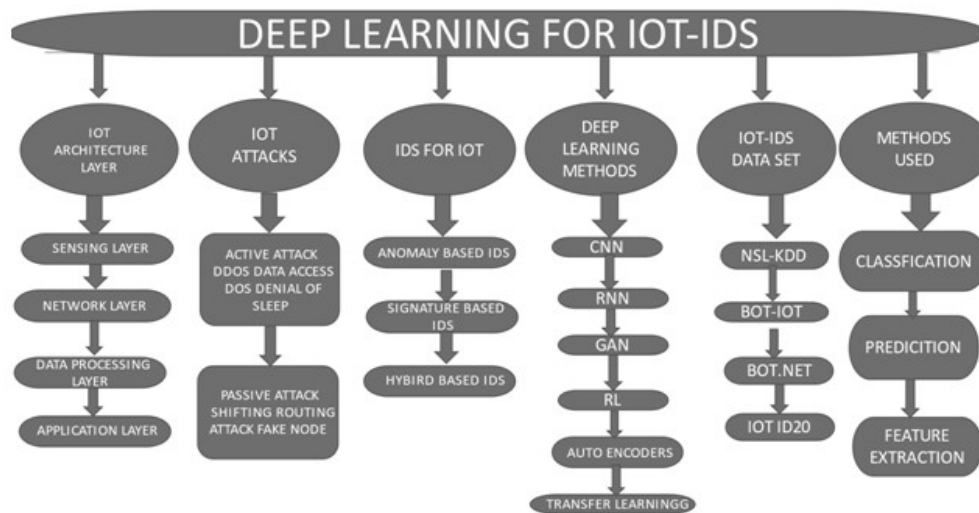 DEEP LEARNING FOR IOT-IDS
IOT
ARCHITECTURE
LAYER
SENSING LAYER
NETWORK LAYER
DATA PROCESSING
LAYER
APPLICATION LAYER
IOT
ATTACKS
ACTIVE ATTACK
DDOS DATA ACCESS
DOS DENIAL OF
SLEEP
PASSIVE ATTACK
SHIFTING ROUTING
ATTACK FAKE NODE
IDS FOR IOT
ANOMALY BASED IDS
SIGNATURE BASED
IDS
HYBIRD BASED IDS
DEEP
LEARNING
METHODS
CNN
RNN
GAN
RL
AUTO ENCODERS
TRANSFER LEARNINGG
IOT-IDS
DATA SET
NSL-KDD
BOT-IOT
BOT.NET
IOT ID20
METHODS
USED
CLASSFICATION
PREDICITION
FEATURE
EXTRACTION